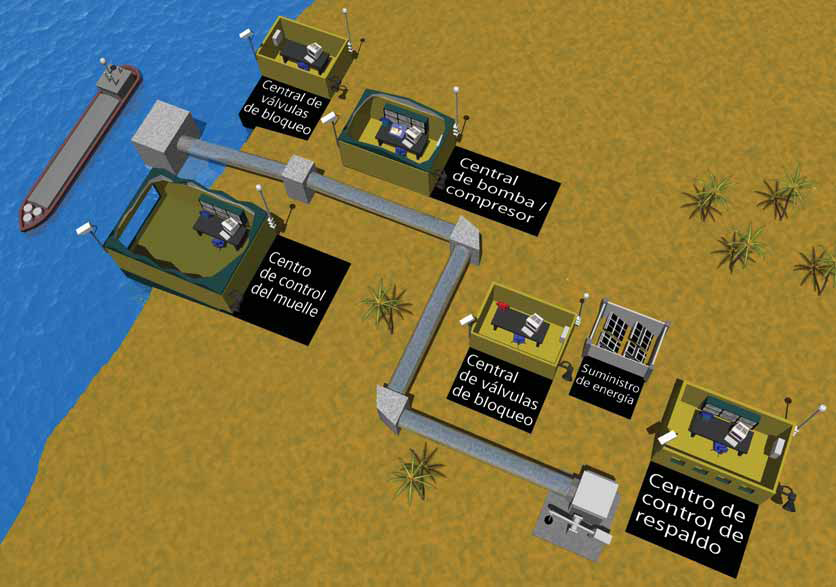 Central de
válvulas
de bloqueo
Central
de bomba /
compresor
Centro
de control
del muelle
Central
de válvulas
de bloqueo
Suministro
de energía
Centro de
control de
respaldo